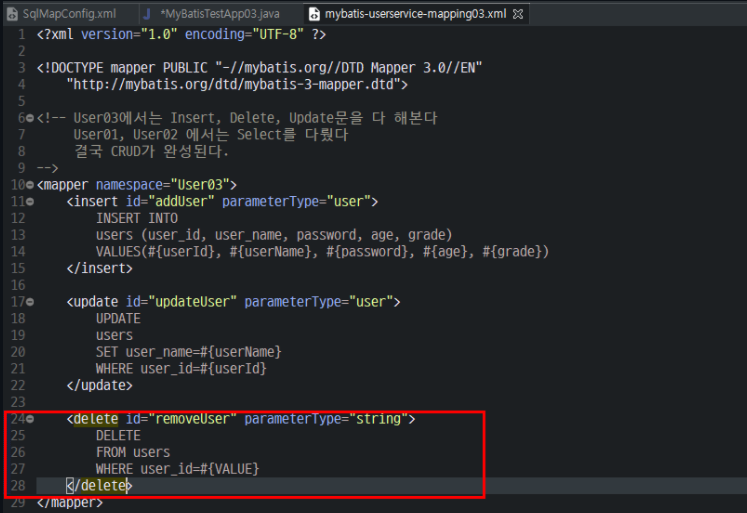 SqlMapConfig.xml *MyBatisTestApp03.java mybatis-userservice-mapping03.xml
1 <?xml version="1.0" encoding="UTF-8" ?>
2
3 <!DOCTYPE mapper PUBLIC "-//mybatis.org//DTD Mapper 3.0//EN"
4 "http://mybatis.org/dtd/mybatis-3-mapper.dtd">
5
6 <!-- User03에서는 Insert, Delete, Update문을 다 해본다
7 User01, User02 에서는 Select를 다뤘다
8 결국 CRUD가 완성된다.
9 -->
10 <mapper namespace="User03">
11 <insert id="addUser" parameterType="user">
12 INSERT INTO
13 users (user_id, user_name, password, age, grade)
14 VALUES(#{userId}, #{userName}, #{password}, #{age}, #{grade})
15 </insert>
16
17 <update id="updateUser" parameterType="user">
18 UPDATE
19 users
20 SET user_name=#{userName}
21 WHERE user_id=#{userId}
22 </update>
23
24 <delete id="removeUser" parameterType="string">
25 DELETE
26 FROM users
27 WHERE user_id=#{VALUE}
28 </delete>
29 </mapper>